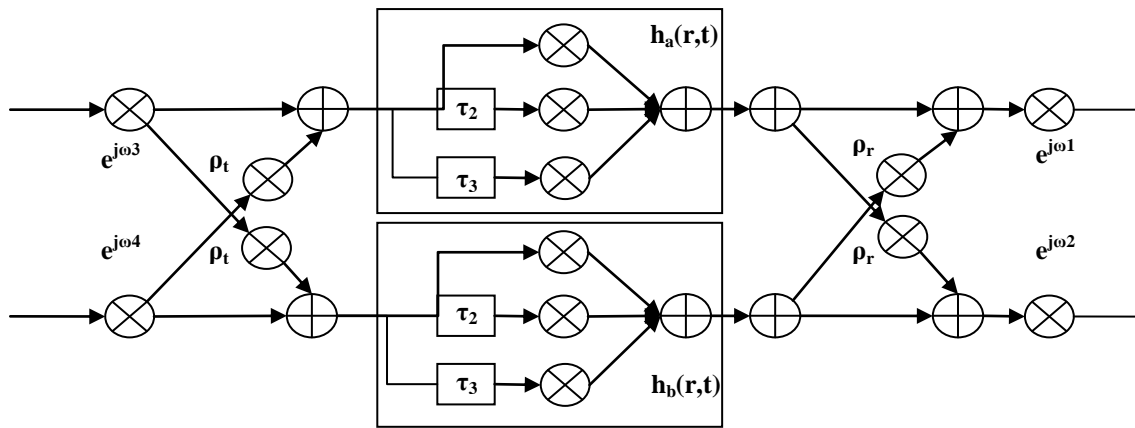 hₐ(r,t)
τ₂
τ₃
e^jω3
ρₜ
e^jω4
ρₜ
ρᵣ
e^jω1
ρᵣ
e^jω2
τ₂
τ₃
h_b(r,t)